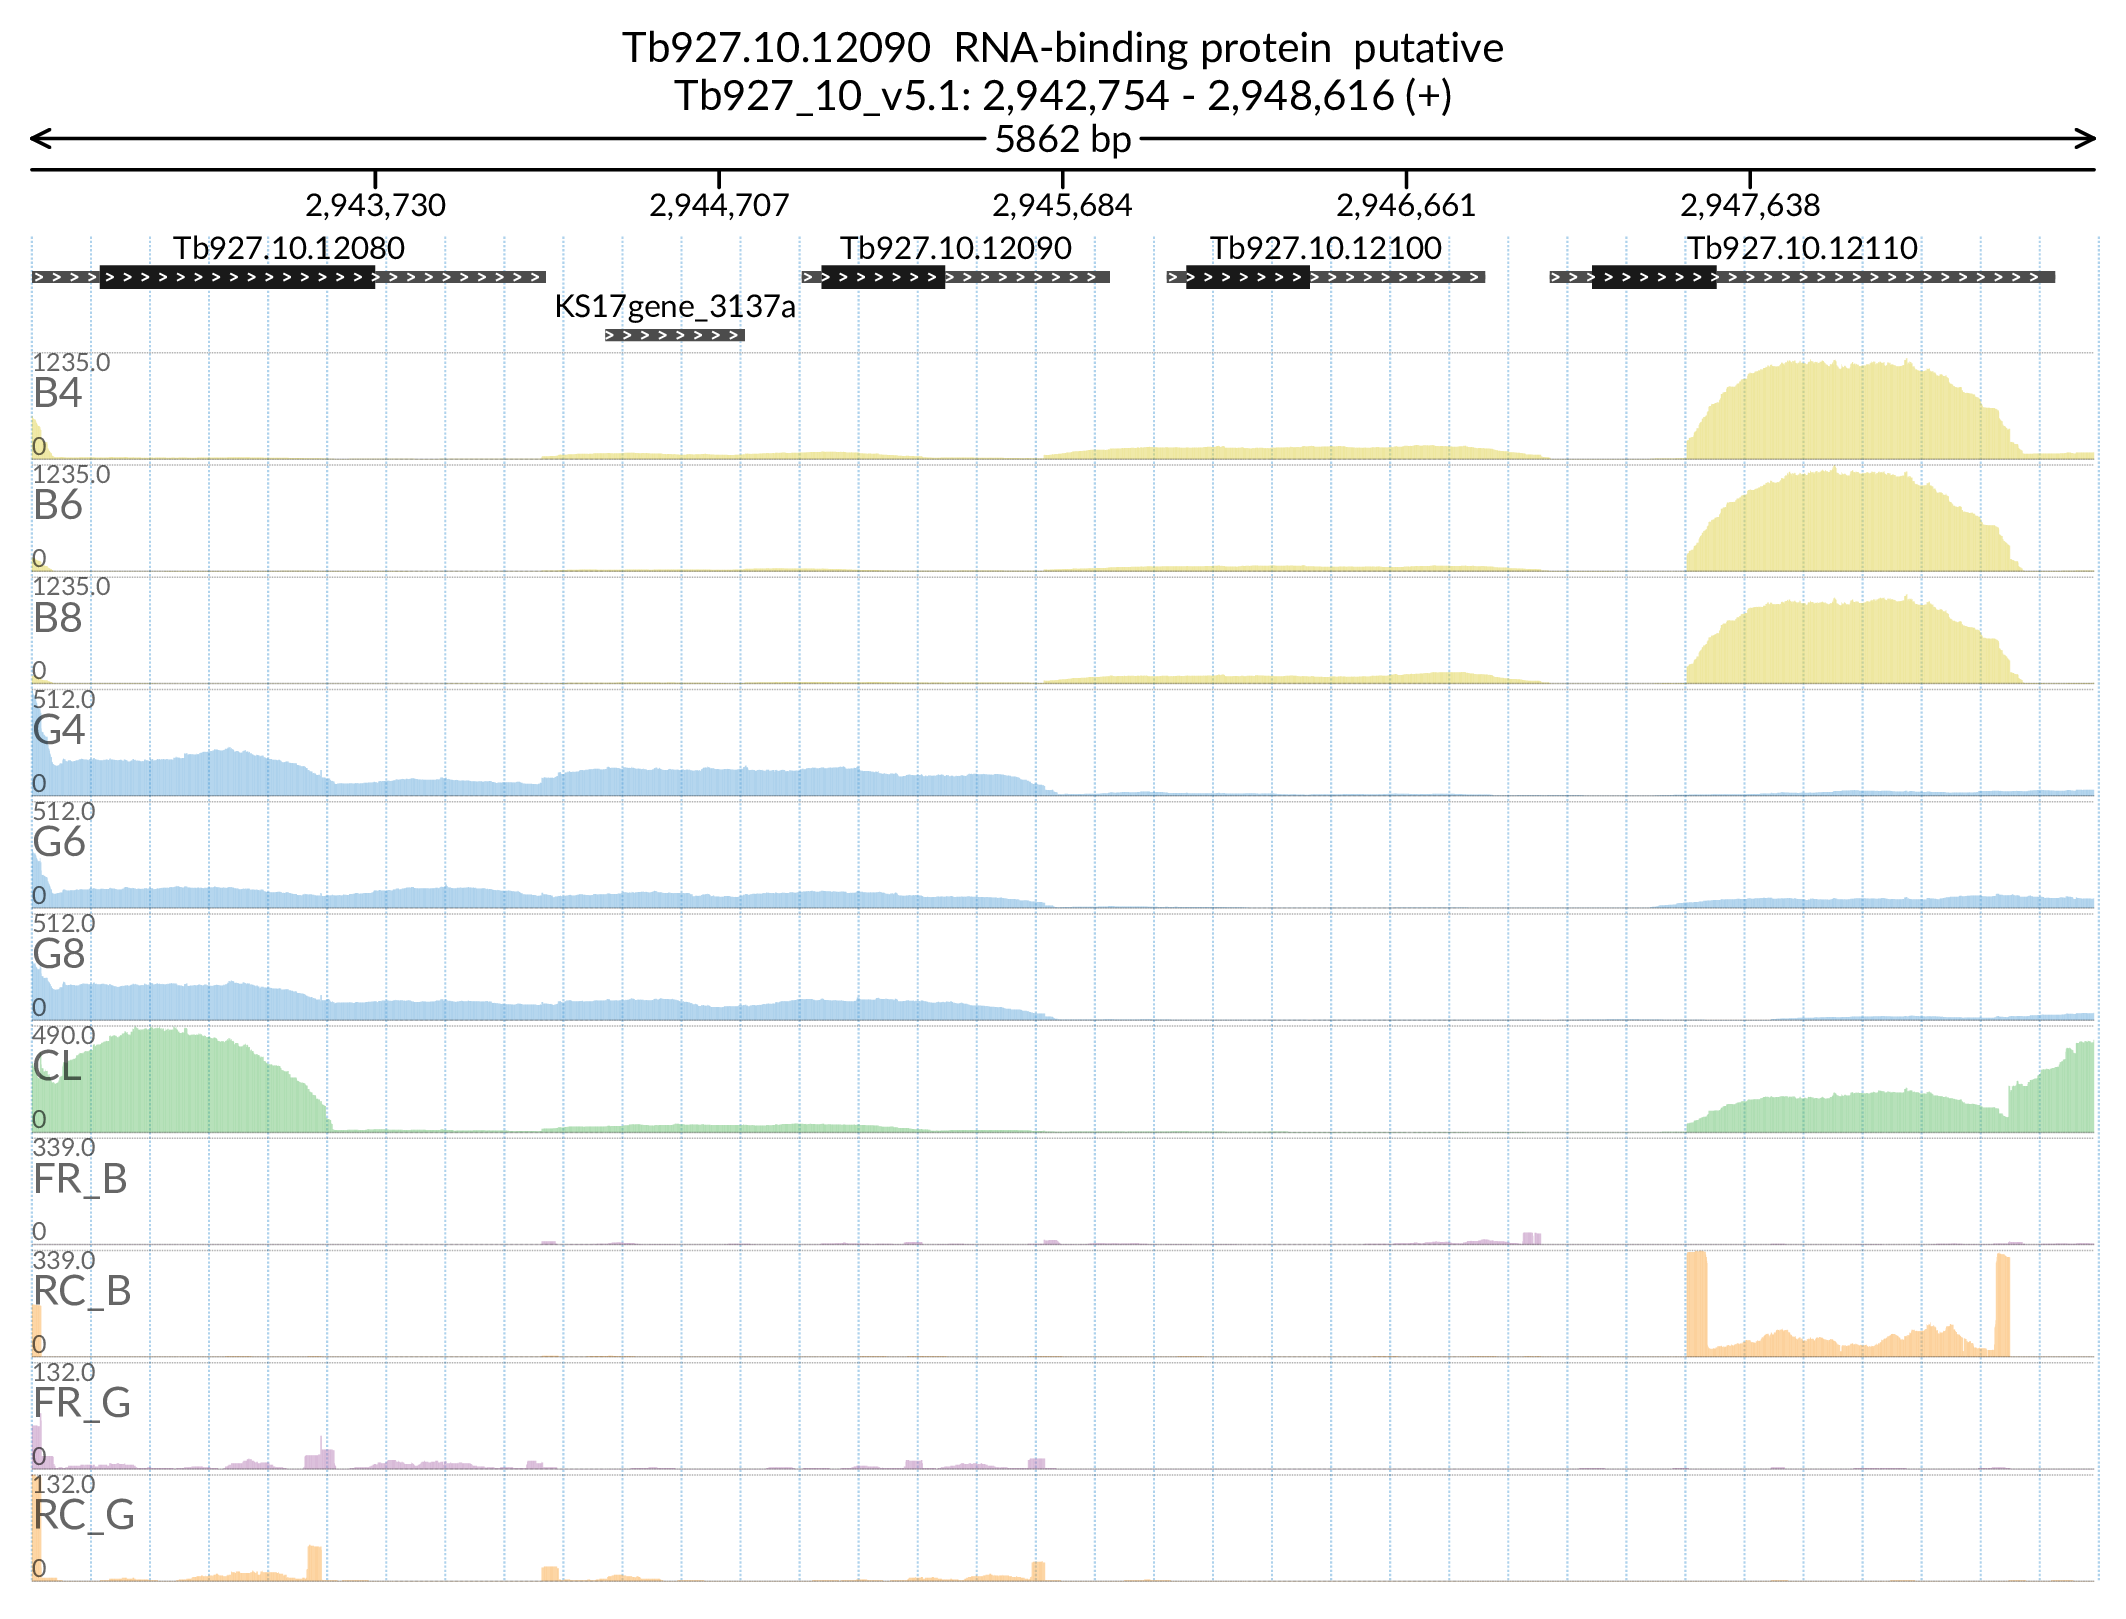 Tb927.10.12090 RNA-binding protein putative
Tb927_10_v5.1: 2,942,754 - 2,948,616 (+)
5862 bp
2,943,730 2,944,707 2,945,684 2,946,661 2,947,638
Tb927.10.12080 Tb927.10.12090 Tb927.10.12100 Tb927.10.12110
KS17gene_3137a
1235.0
B4
0
1235.0
B6
0
1235.0
B8
0
512.0
G4
0
512.0
G6
0
512.0
G8
0
490.0
CL
0
339.0
FR_B
0
339.0
RC_B
0
132.0
FR_G
0
132.0
RC_G
0